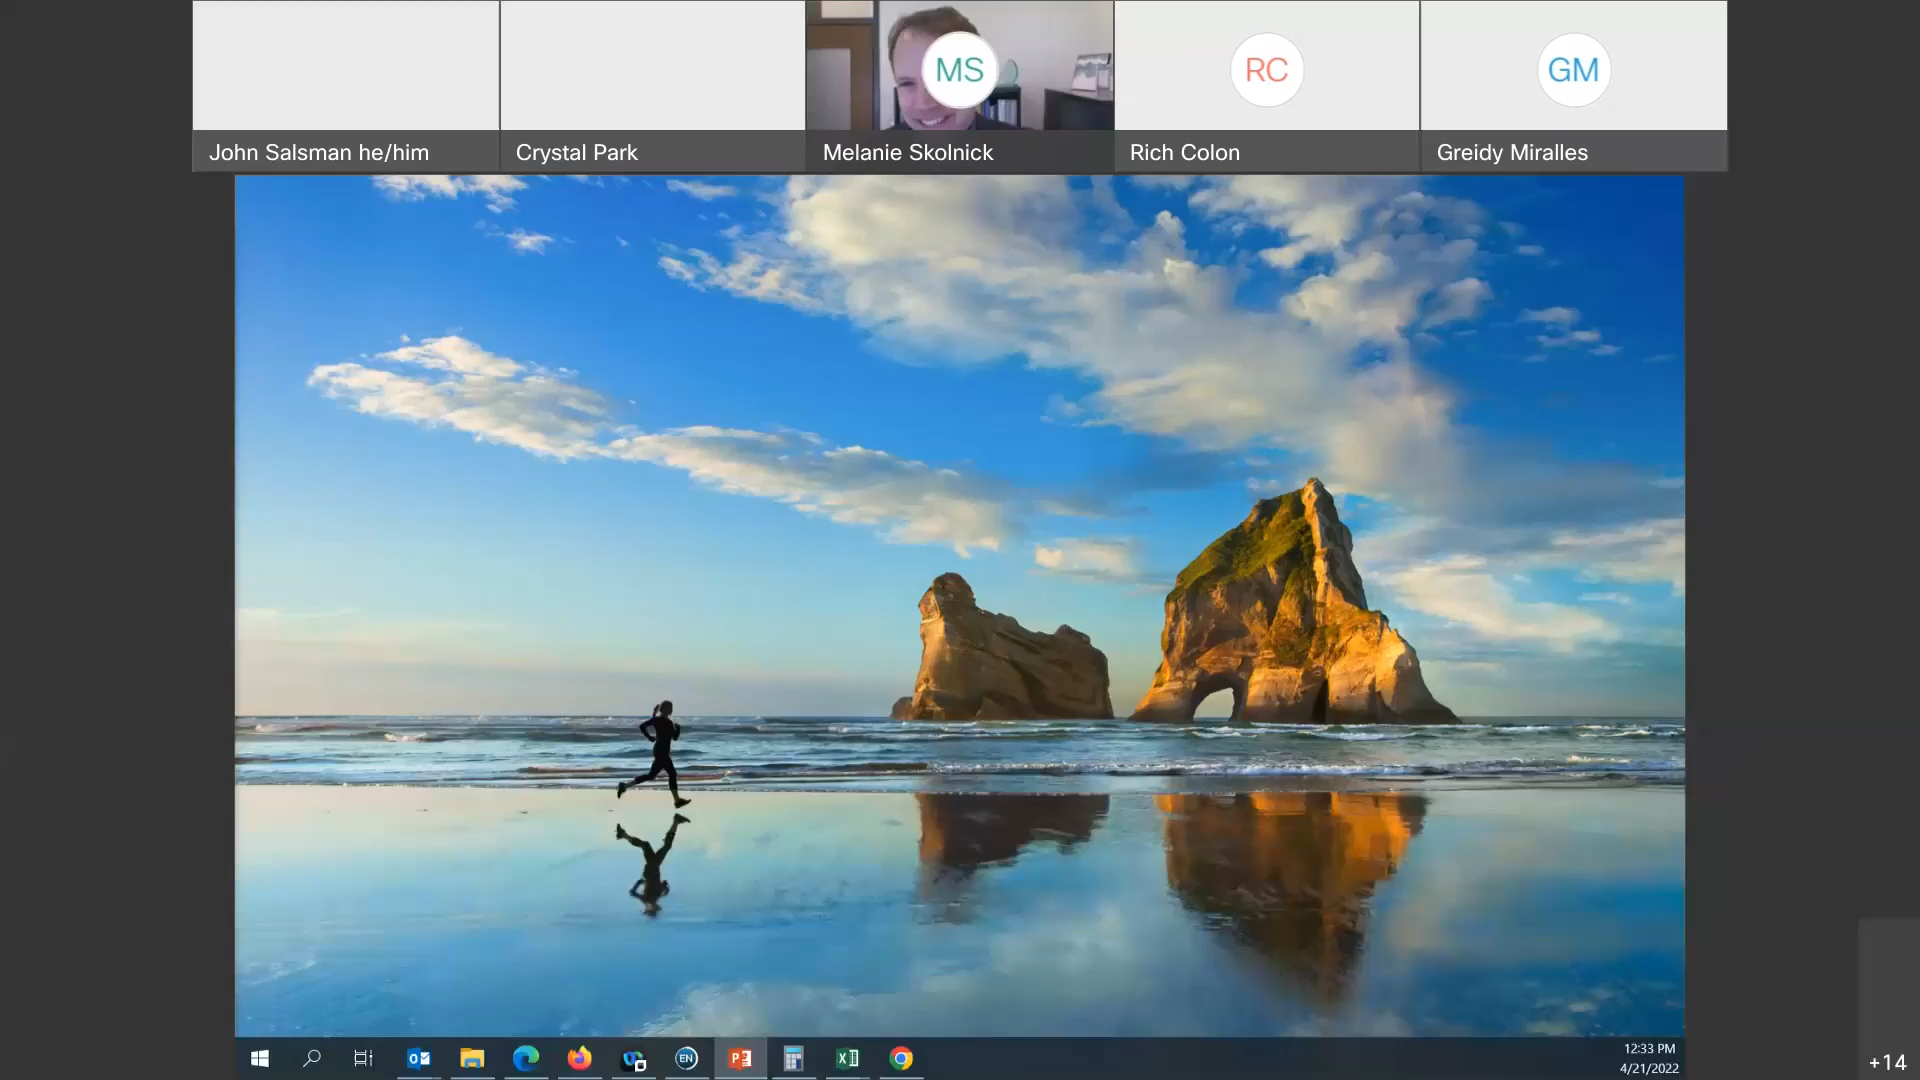 MS
RC
GM
John Salsman he/him
Crystal Park
Melanie Skolnick
Rich Colon
Greidy Miralles
EN
12:33 PM
4/21/2022
+14